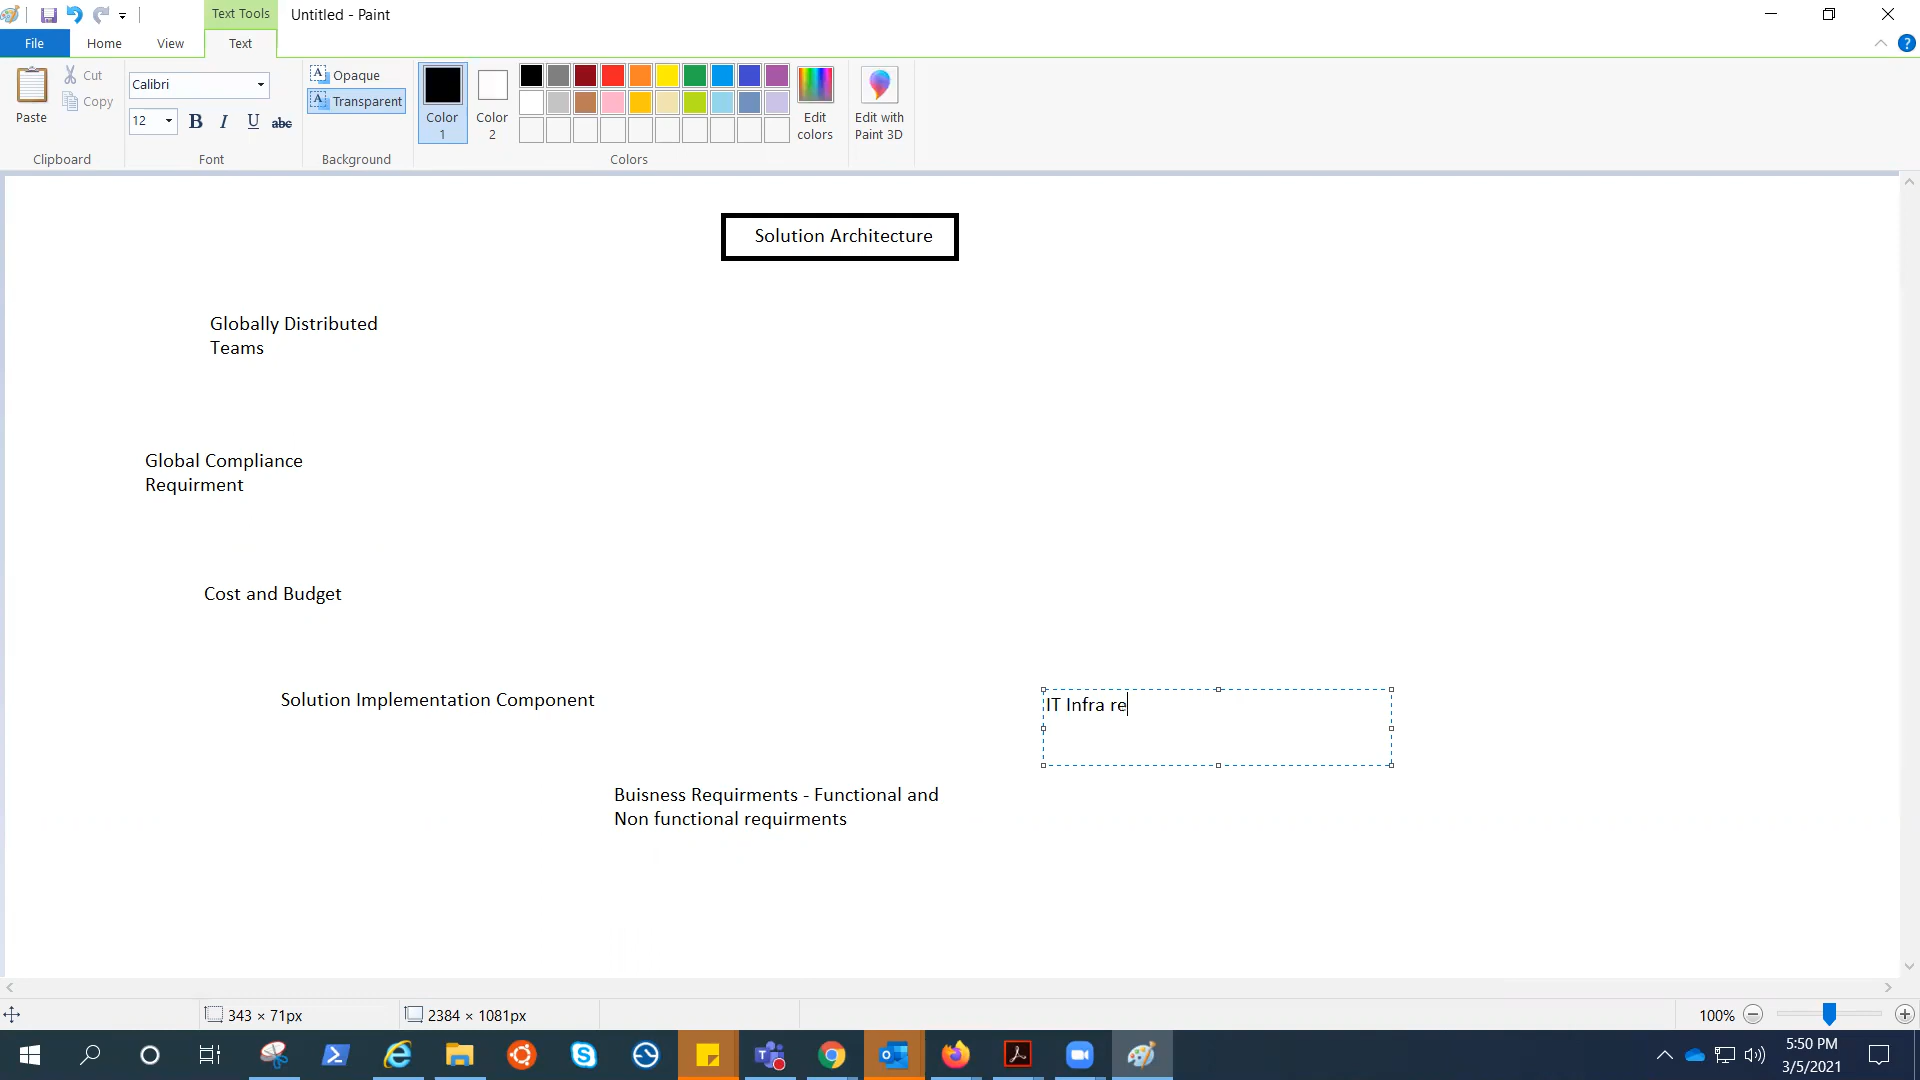 Text Tools
Untitled - Paint
File
Home
View
Text
Paste
Cut
Copy
Clipboard
Calibri
12
B
I
U
abc
Font
Opaque
Transparent
Background
Color
1
Color
2
Edit
colors
Colors
Edit with
Paint 3D
Solution Architecture
Globally Distributed
Teams
Global Compliance
Requirment
Cost and Budget
Solution Implementation Component
IT Infra re
Buisness Requirments - Functional and
Non functional requirments
343 × 71px
2384 × 1081px
100%
5:50 PM
3/5/2021